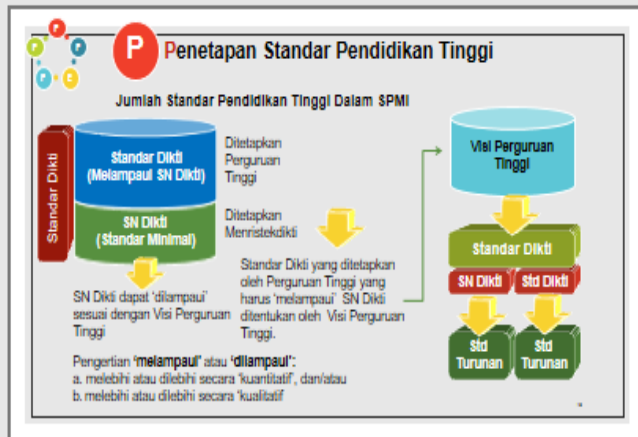 P Penetapan Standar Pendidikan Tinggi
Jumlah Standar Pendidikan Tinggi Dalam SPMI
Standar Dikti
Standar Dikti
(Melampaui SN Dikti)
SN Dikti
(Standar Minimal)
Ditetapkan
Perguruan
Tinggi
Ditetapkan
Menristekdikti
SN Dikti dapat 'dilampaui'
sesuai dengan Visi Perguruan
Tinggi
Standar Dikti yang ditetapkan
oleh Perguruan Tinggi yang
harus 'melampaui' SN Dikti
ditentukan oleh Visi Perguruan
Tinggi.
Pengertian 'melampaui' atau 'dilampaui':
a. melebihi atau dilebihi secara 'kuantitatif', dan/atau
b. melebihi atau dilebihi secara 'kualitatif
Visi Perguruan
Tinggi
Standar Dikti
SN Dikti
Std Dikti
Std
Turunan
Std
Turunan